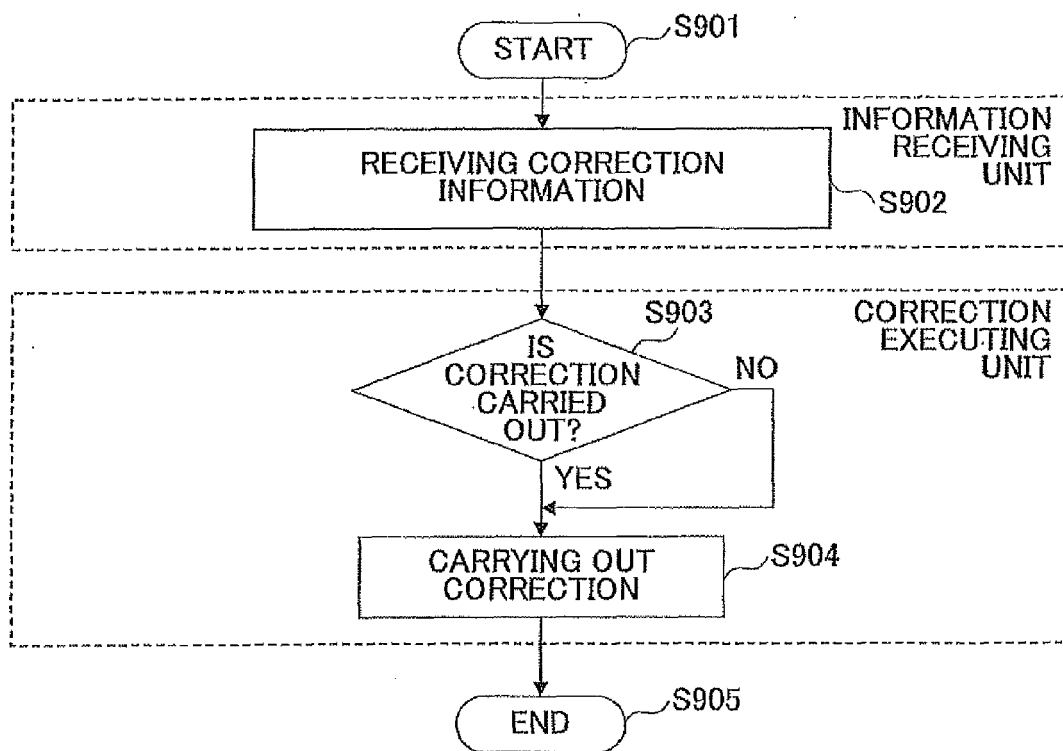 START
S901
INFORMATION
RECEIVING
UNIT
RECEIVING CORRECTION
INFORMATION
S902
CORRECTION
EXECUTING
UNIT
S903
IS
CORRECTION
CARRIED
OUT?
NO
YES
CARRYING OUT
CORRECTION
S904
END
S905